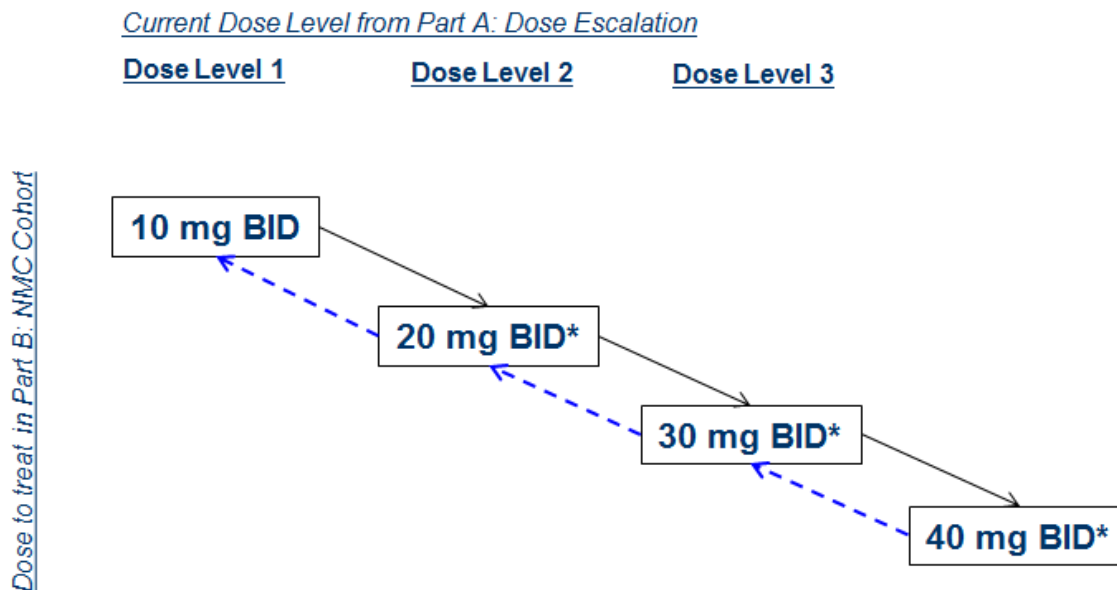 Current Dose Level from Part A: Dose Escalation
Dose Level 1
Dose Level 2
Dose Level 3
Dose to treat in Part B: NMC Cohort
10 mg BID
20 mg BID*
30 mg BID*
40 mg BID*